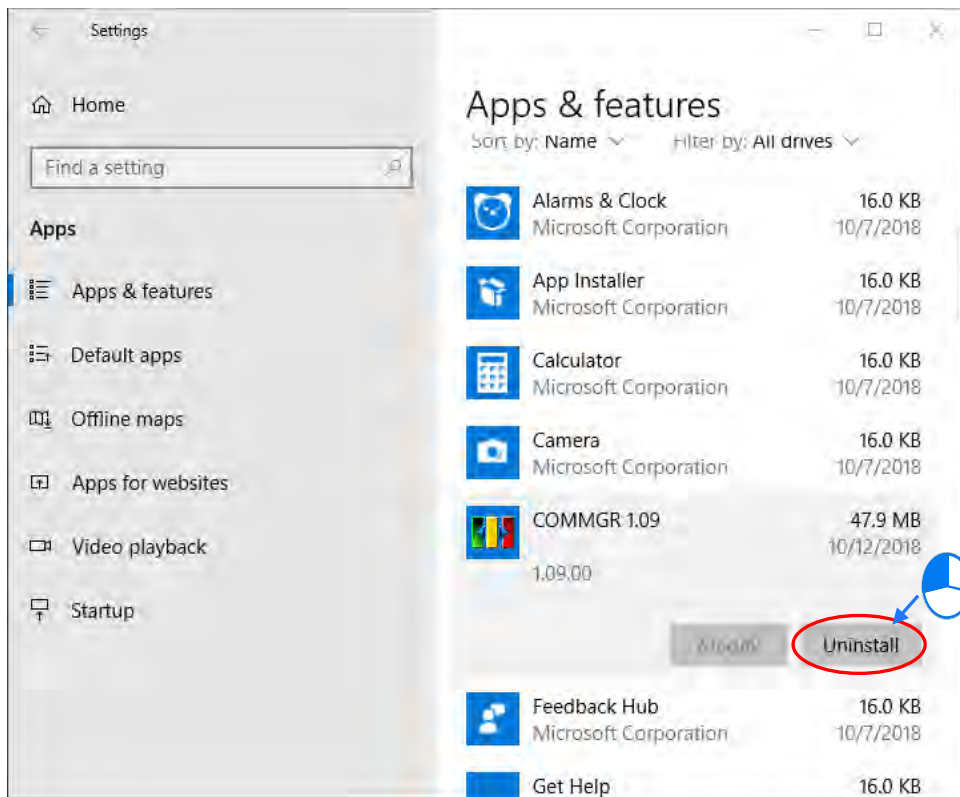 Settings
Home
Find a setting
Apps
Apps & features
Default apps
Offline maps
Apps for websites
Video playback
Startup
Apps & features
Sort by: Name Filter by: All drives
Alarms & Clock 16.0 KB
Microsoft Corporation 10/7/2018
App Installer 16.0 KB
Microsoft Corporation 10/7/2018
Calculator 16.0 KB
Microsoft Corporation 10/7/2018
Camera 16.0 KB
Microsoft Corporation 10/7/2018
COMMGR 1.09 47.9 MB
10/12/2018
1.09.00
Modify Uninstall
Feedback Hub 16.0 KB
Microsoft Corporation 10/7/2018
Get Help 16.0 KB